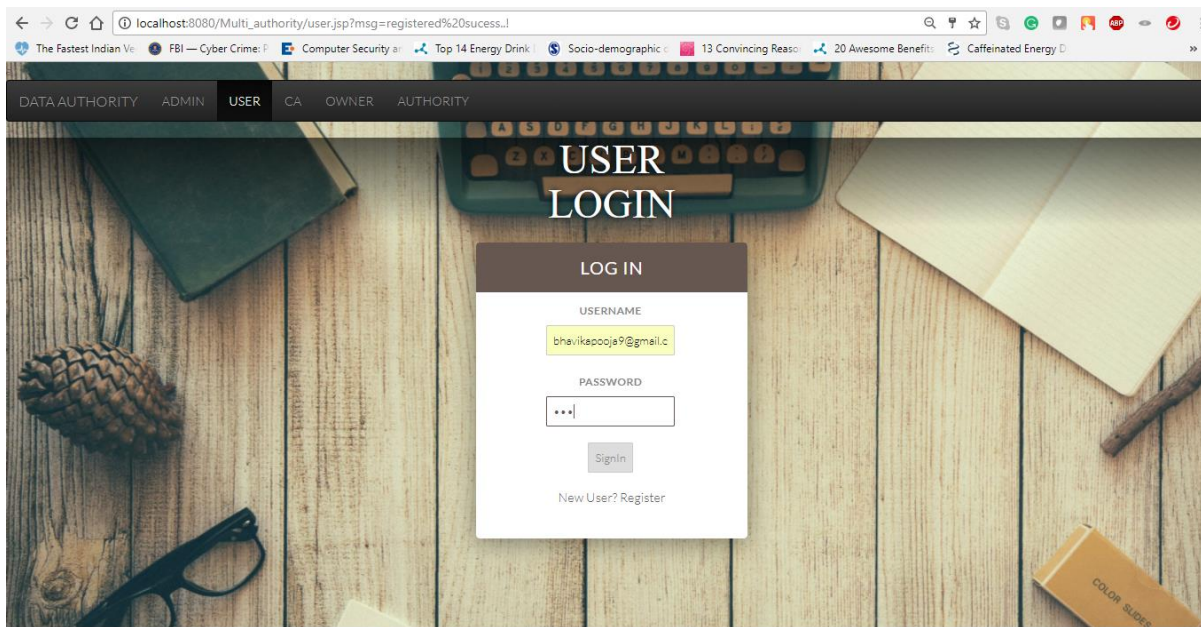 localhost:8080/Multi_authority/user.jsp?msg=registered%20sucess..!
The Fastest Indian Ve FBI — Cyber Crime: P Computer Security ar Top 14 Energy Drink Socio-demographic c 13 Convincing Reaso 20 Awesome Benefits Caffeinated Energy D »
DATA AUTHORITY ADMIN USER CA OWNER AUTHORITY
USER
LOGIN
LOG IN
USERNAME
bhavikapooja9@gmail.c
PASSWORD
SignIn
New User? Register
COLOR SLIDES